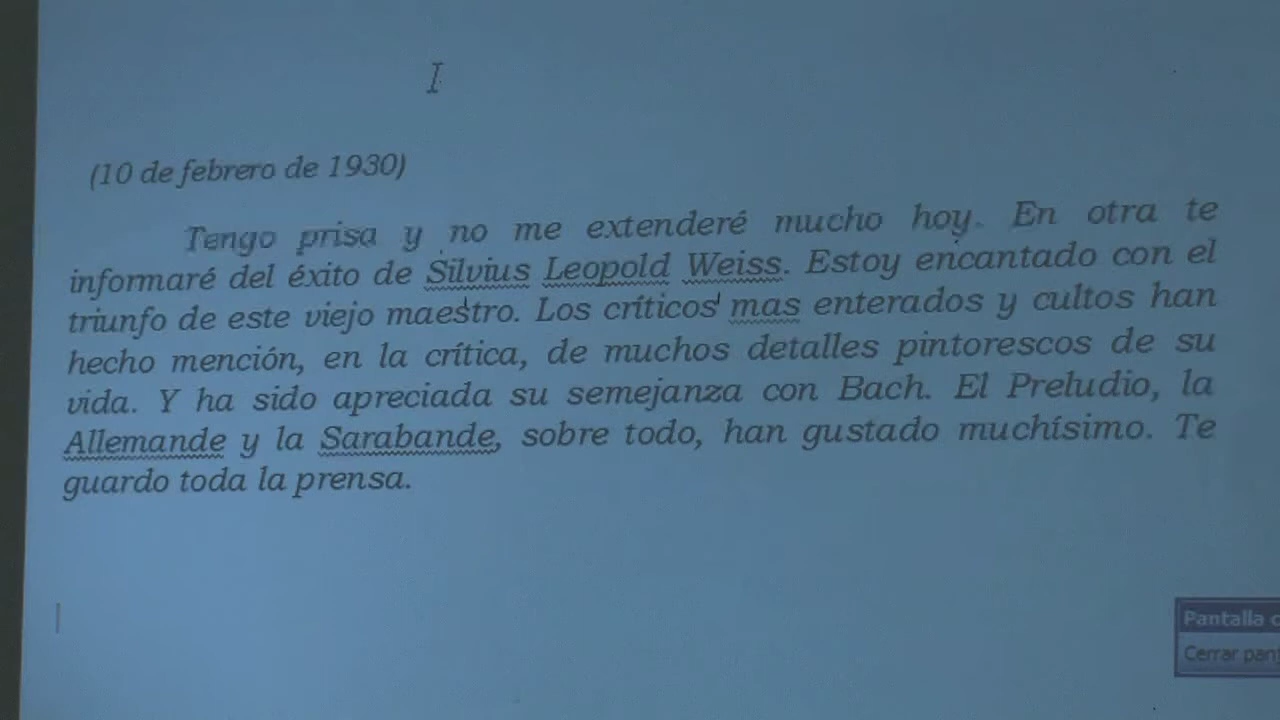 (10 de febrero de 1930)
Tengo prisa y no me extenderé mucho hoy. En otra te
informaré del éxito de Silvius Leopold Weiss. Estoy encantado con el
triunfo de este viejo maestro. Los críticos mas enterados y cultos han
hecho mención, en la crítica, de muchos detalles pintorescos de su
vida. Y ha sido apreciada su semejanza con Bach. El Preludio, la
Allemande y la Sarabande, sobre todo, han gustado muchísimo. Te
guardo toda la prensa.
Pantalla
Cerrar